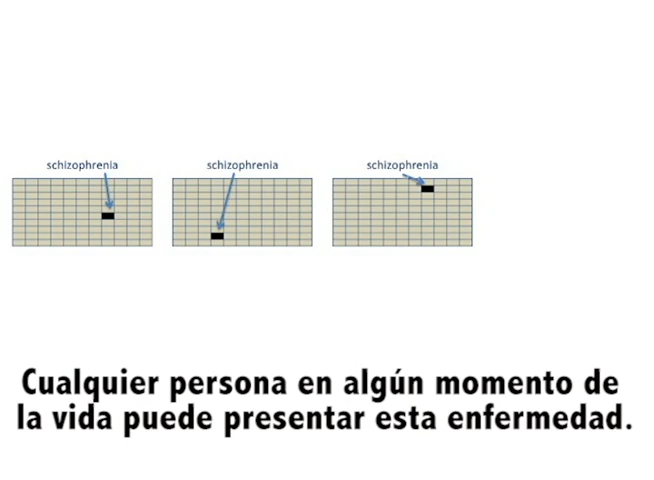 schizophrenia schizophrenia schizophrenia
Cualquier persona en algún momento de
la vida puede presentar esta enfermedad.